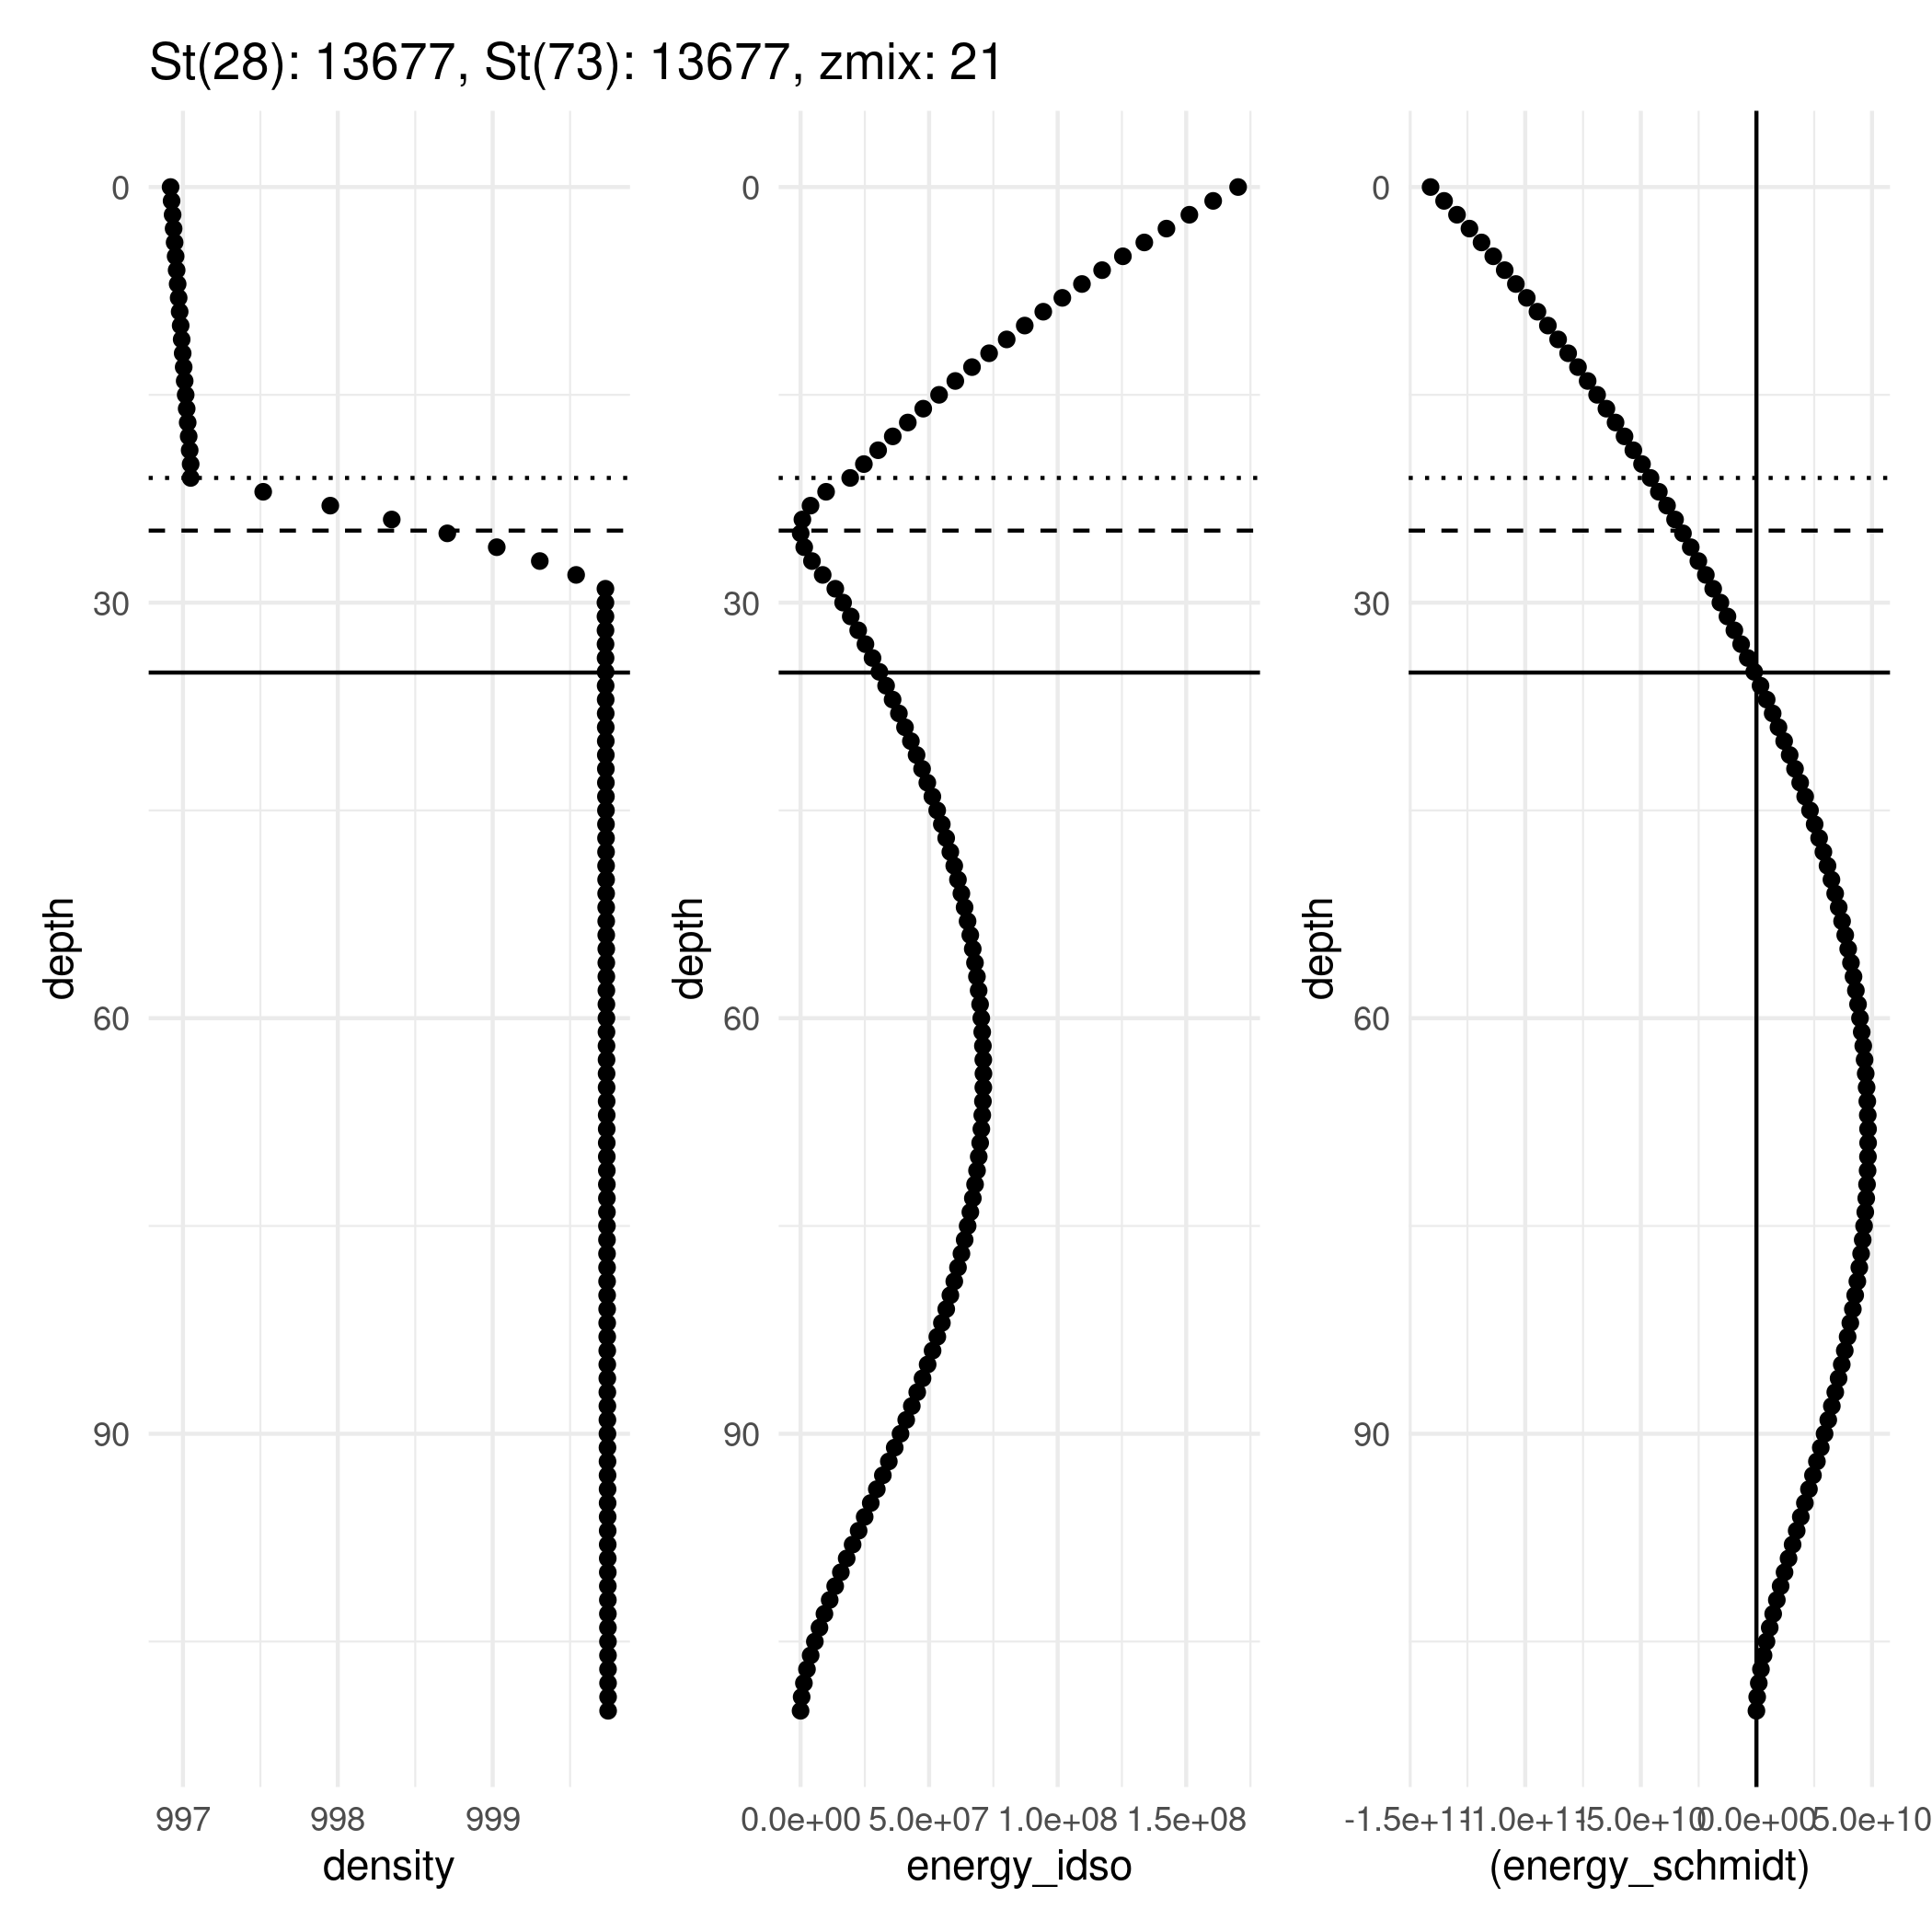 St(28): 13677, St(73): 13677, zmix: 21
0
30
60
90
depth
997 998 999
density
0
30
60
90
depth
0.0e+00 5.0e+07 1.0e+08 1.5e+08
energy_idso
0
30
60
90
depth
-1.5e+11 -1.0e+11 -5.0e+10 0.0e+00 5.0e+10
(energy_schmidt)